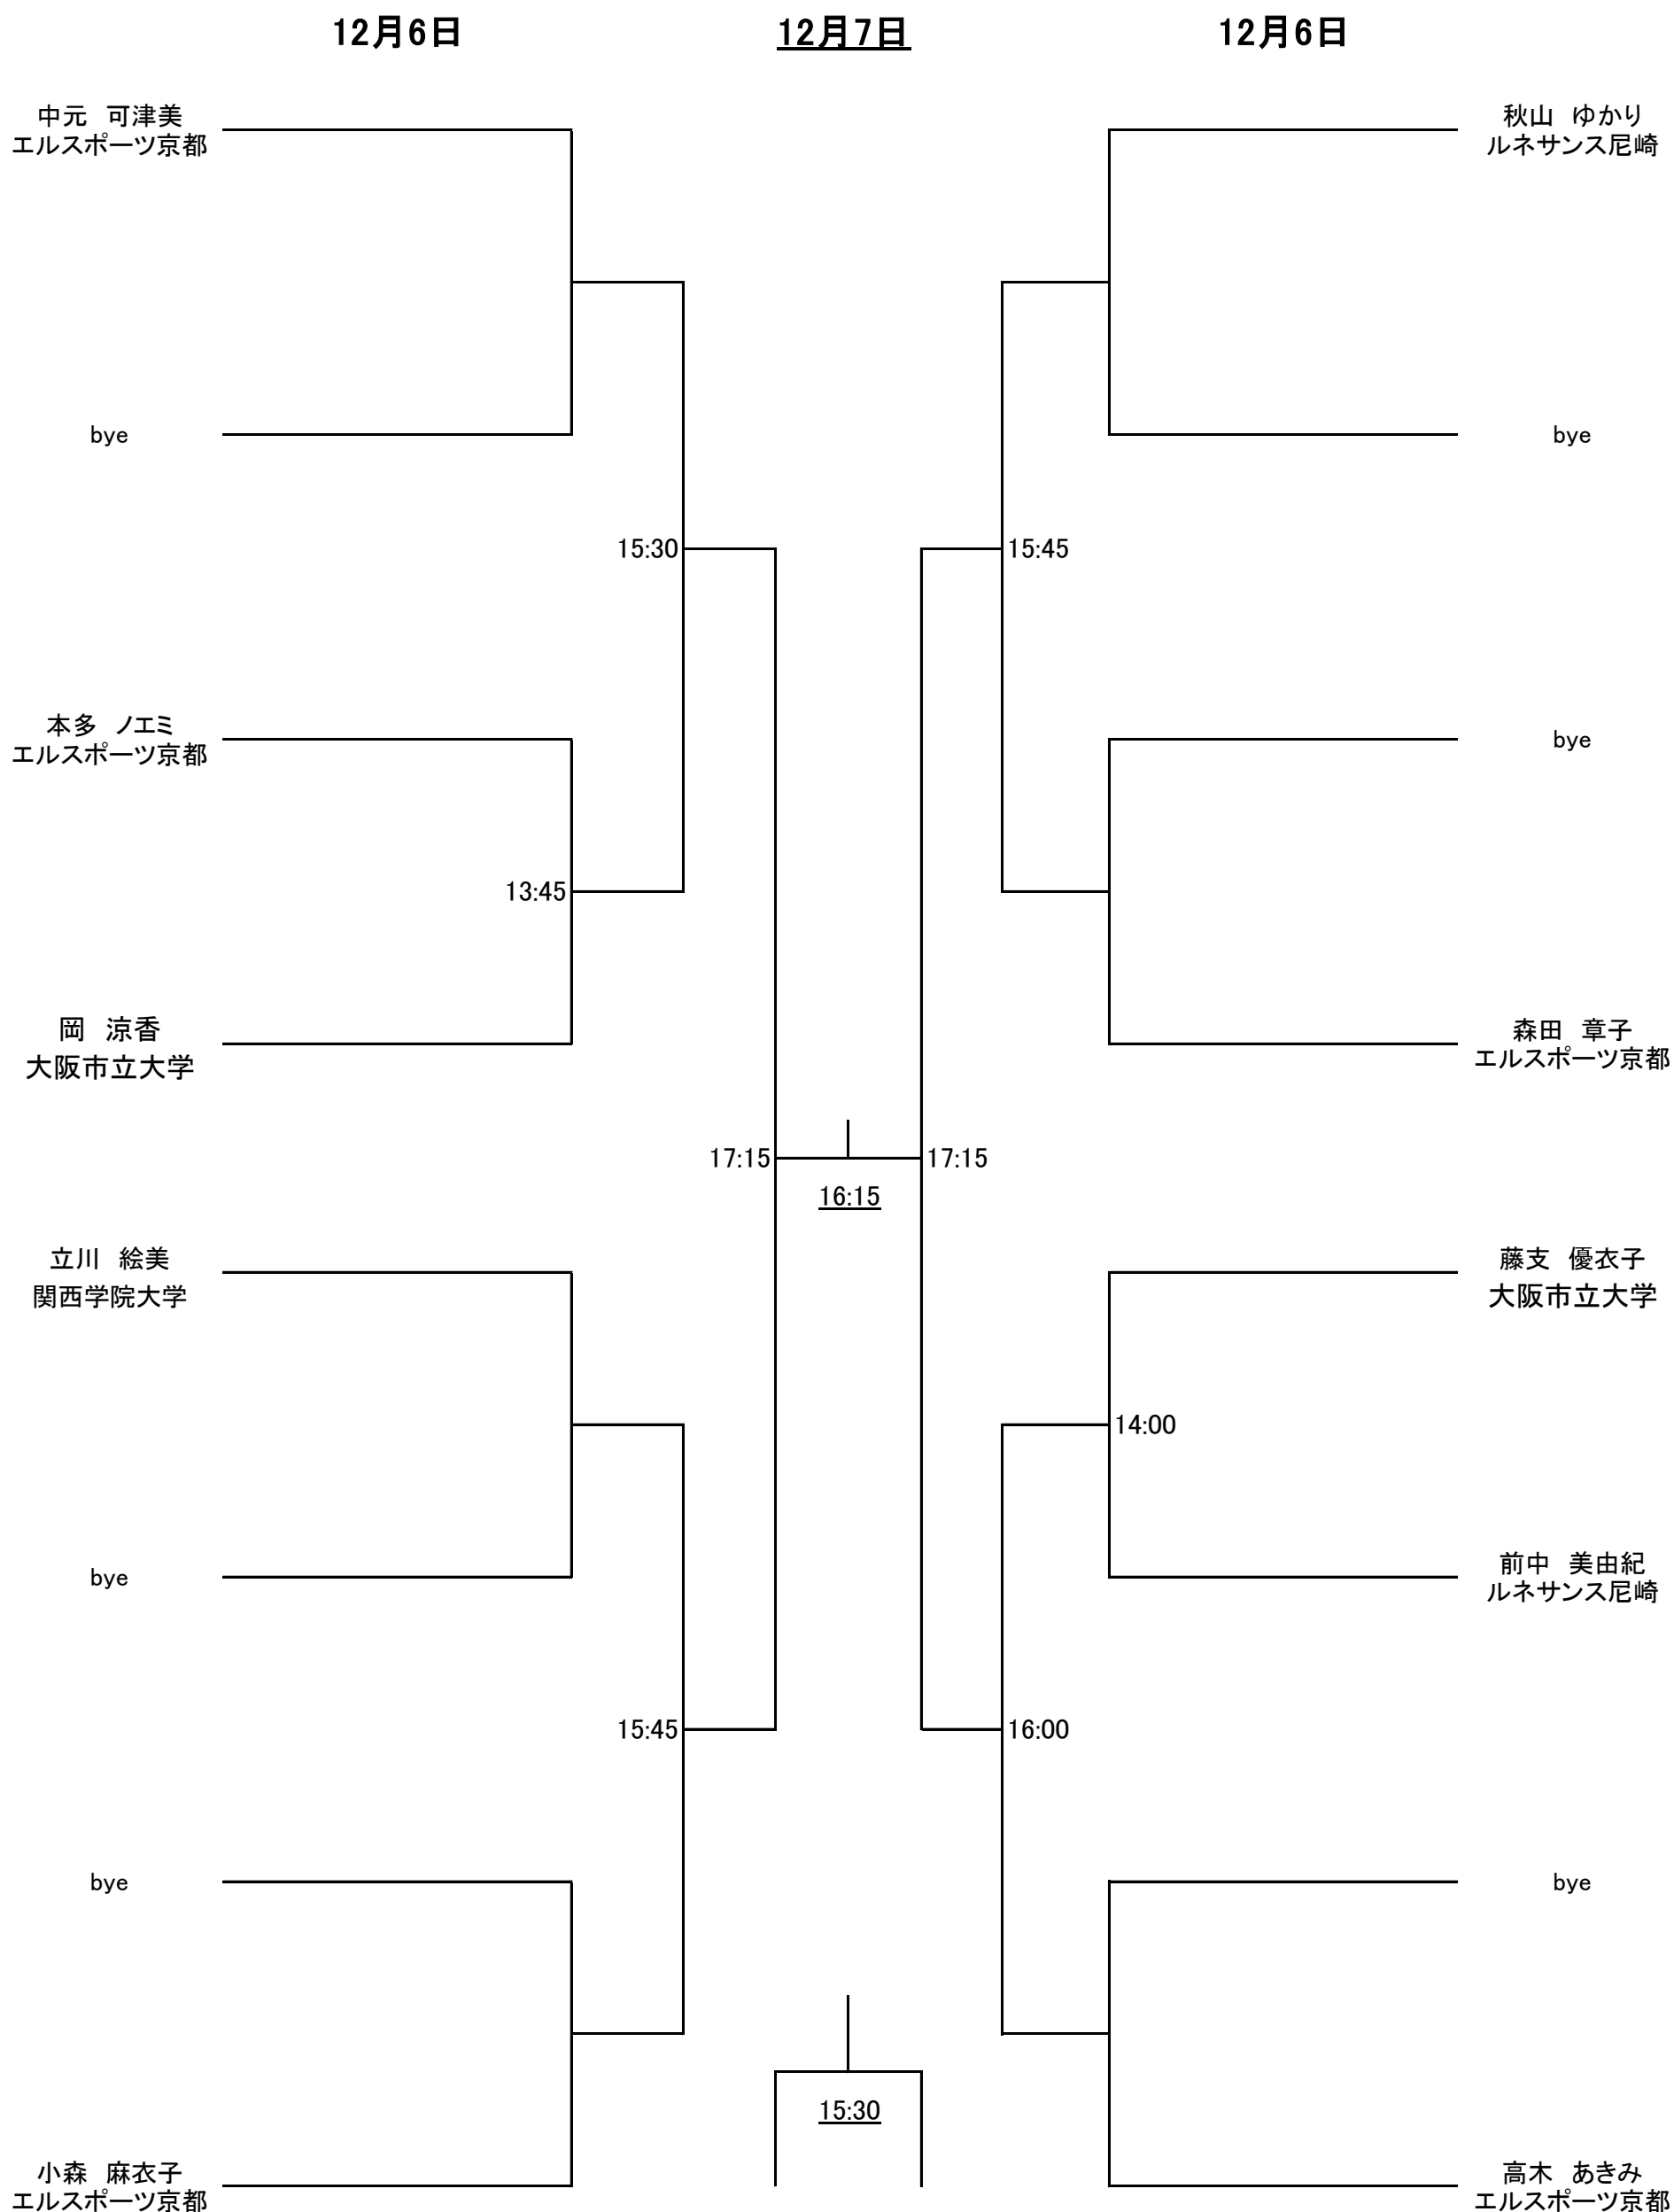 12月6日 12月7日 12月6日
中元 可津美 秋山 ゆかり
エルスポーツ京都 ルネサンス尼崎
bye bye
15:30 15:45
本多 ノエミ bye
エルスポーツ京都
13:45
岡 涼香 森田 章子
大阪市立大学 エルスポーツ京都
17:15 17:15
16:15
立川 絵美 藤支 優衣子
関西学院大学 大阪市立大学
14:00
bye 前中 美由紀
ルネサンス尼崎
15:45 16:00
bye bye
15:30
小森 麻衣子 高木 あきみ
エルスポーツ京都 エルスポーツ京都